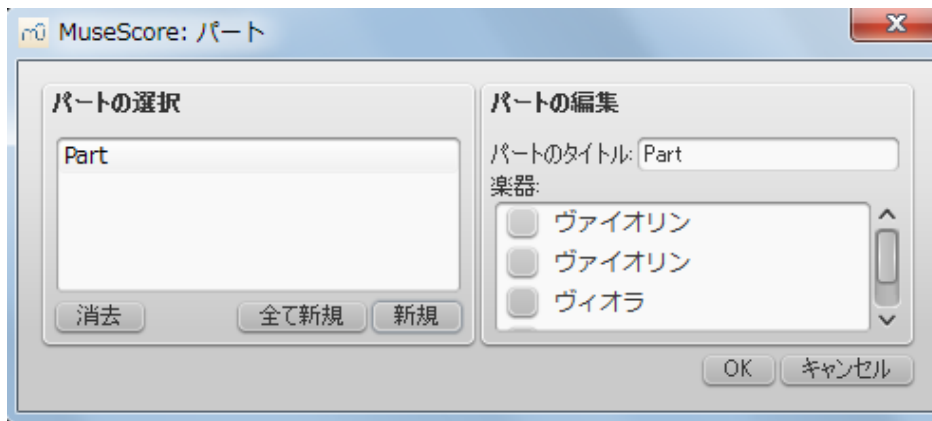 MuseScore: パート
パートの選択
Part
消去
全て新規
新規
パートの編集
パートのタイトル: Part
楽器:
ヴァイオリン
ヴァイオリン
ヴィオラ
OK
キャンセル